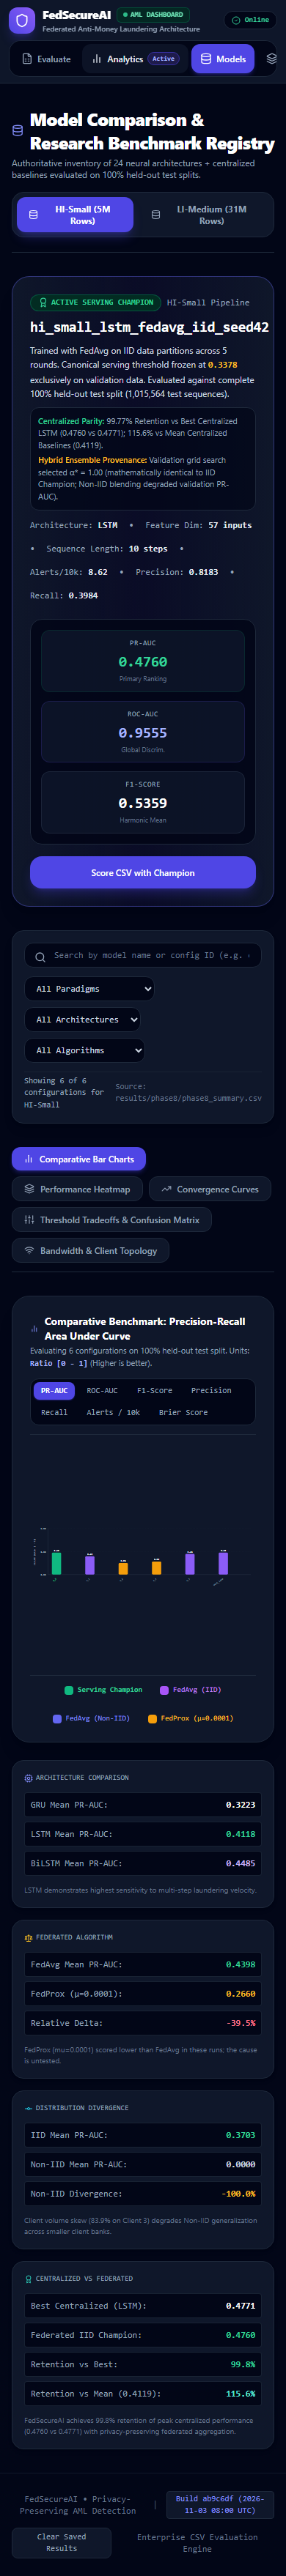 FedSecureAI
AML DASHBOARD
Federated Anti-Money Laundering Architecture
Online
Evaluate
Analytics
Active
Models
Model Comparison &
Research Benchmark Registry
Authoritative inventory of 24 neural architectures + centralized
baselines evaluated on 100% held-out test splits.
HI-Small (5M
Rows)
LI-Medium (31M
Rows)
ACTIVE SERVING CHAMPION
HI-Small Pipeline
hi_small_lstm_fedavg_iid_seed42
Trained with FedAvg on IID data partitions across 5
rounds. Canonical serving threshold frozen at 0.3378
exclusively on validation data. Evaluated against complete
100% held-out test split (1,015,564 test sequences).
Centralized Parity: 99.77% Retention vs Best Centralized
LSTM (0.4760 vs 0.4771); 115.6% vs Mean Centralized
Baselines (0.4119).
Hybrid Ensemble Provenance: Validation grid search
selected α* = 1.00 (mathematically identical to IID
Champion; Non-IID blending degraded validation PR-
AUC).
Architecture: LSTM • Feature Dim: 57 inputs
• Sequence Length: 10 steps •
Alerts/10k: 8.62 • Precision: 0.8183 •
Recall: 0.3984
PR-AUC
0.4760
Primary Ranking
ROC-AUC
0.9555
Global Discrim.
F1-SCORE
0.5359
Harmonic Mean
Score CSV with Champion
Search by model name or config ID (e.g.
All Paradigms
All Architectures
All Algorithms
Showing 6 of 6
configurations for
HI-Small
Source:
results/phase8/phase8_summary.csv
Comparative Bar Charts
Performance Heatmap
Convergence Curves
Threshold Tradeoffs & Confusion Matrix
Bandwidth & Client Topology
Comparative Benchmark: Precision-Recall
Area Under Curve
Evaluating 6 configurations on 100% held-out test split. Units:
Ratio [0 - 1] (Higher is better).
PR-AUC
ROC-AUC
F1-Score
Precision
Recall
Alerts / 10k
Brier Score
Serving Champion
FedAvg (IID)
FedAvg (Non-IID)
FedProx (μ=0.0001)
ARCHITECTURE COMPARISON
GRU Mean PR-AUC: 0.3223
LSTM Mean PR-AUC: 0.4118
BiLSTM Mean PR-AUC: 0.4485
LSTM demonstrates highest sensitivity to multi-step laundering velocity.
FEDERATED ALGORITHM
FedAvg Mean PR-AUC: 0.4398
FedProx (μ=0.0001): 0.2660
Relative Delta: -39.5%
FedProx (mu=0.0001) scored lower than FedAvg in these runs; the cause
is untested.
DISTRIBUTION DIVERGENCE
IID Mean PR-AUC: 0.3703
Non-IID Mean PR-AUC: 0.0000
Non-IID Divergence: -100.0%
Client volume skew (83.9% on Client 3) degrades Non-IID generalization
across smaller client banks.
CENTRALIZED VS FEDERATED
Best Centralized (LSTM): 0.4771
Federated IID Champion: 0.4760
Retention vs Best: 99.8%
Retention vs Mean (0.4119): 115.6%
FedSecureAI achieves 99.8% retention of peak centralized performance
(0.4760 vs 0.4771) with privacy-preserving federated aggregation.
FedSecureAI • Privacy-
Preserving AML Detection
|
Build ab9c6df (2026-
11-03 08:00 UTC)
Clear Saved
Results
Enterprise CSV Evaluation
Engine